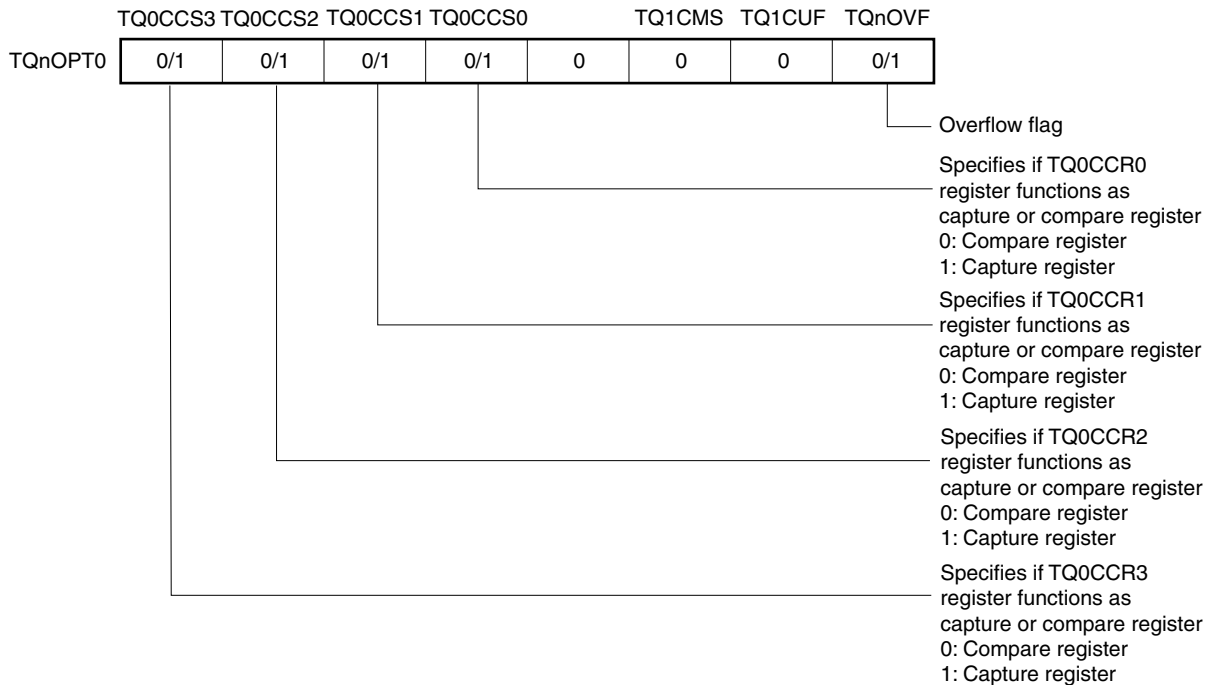 TQ0CCS3 TQ0CCS2 TQ0CCS1 TQ0CCS0 TQ1CMS TQ1CUF TQnOVF
TQnOPT0 0/1 0/1 0/1 0/1 0 0 0 0/1
Overflow flag
Specifies if TQ0CCR0
register functions as
capture or compare register
0: Compare register
1: Capture register
Specifies if TQ0CCR1
register functions as
capture or compare register
0: Compare register
1: Capture register
Specifies if TQ0CCR2
register functions as
capture or compare register
0: Compare register
1: Capture register
Specifies if TQ0CCR3
register functions as
capture or compare register
0: Compare register
1: Capture register